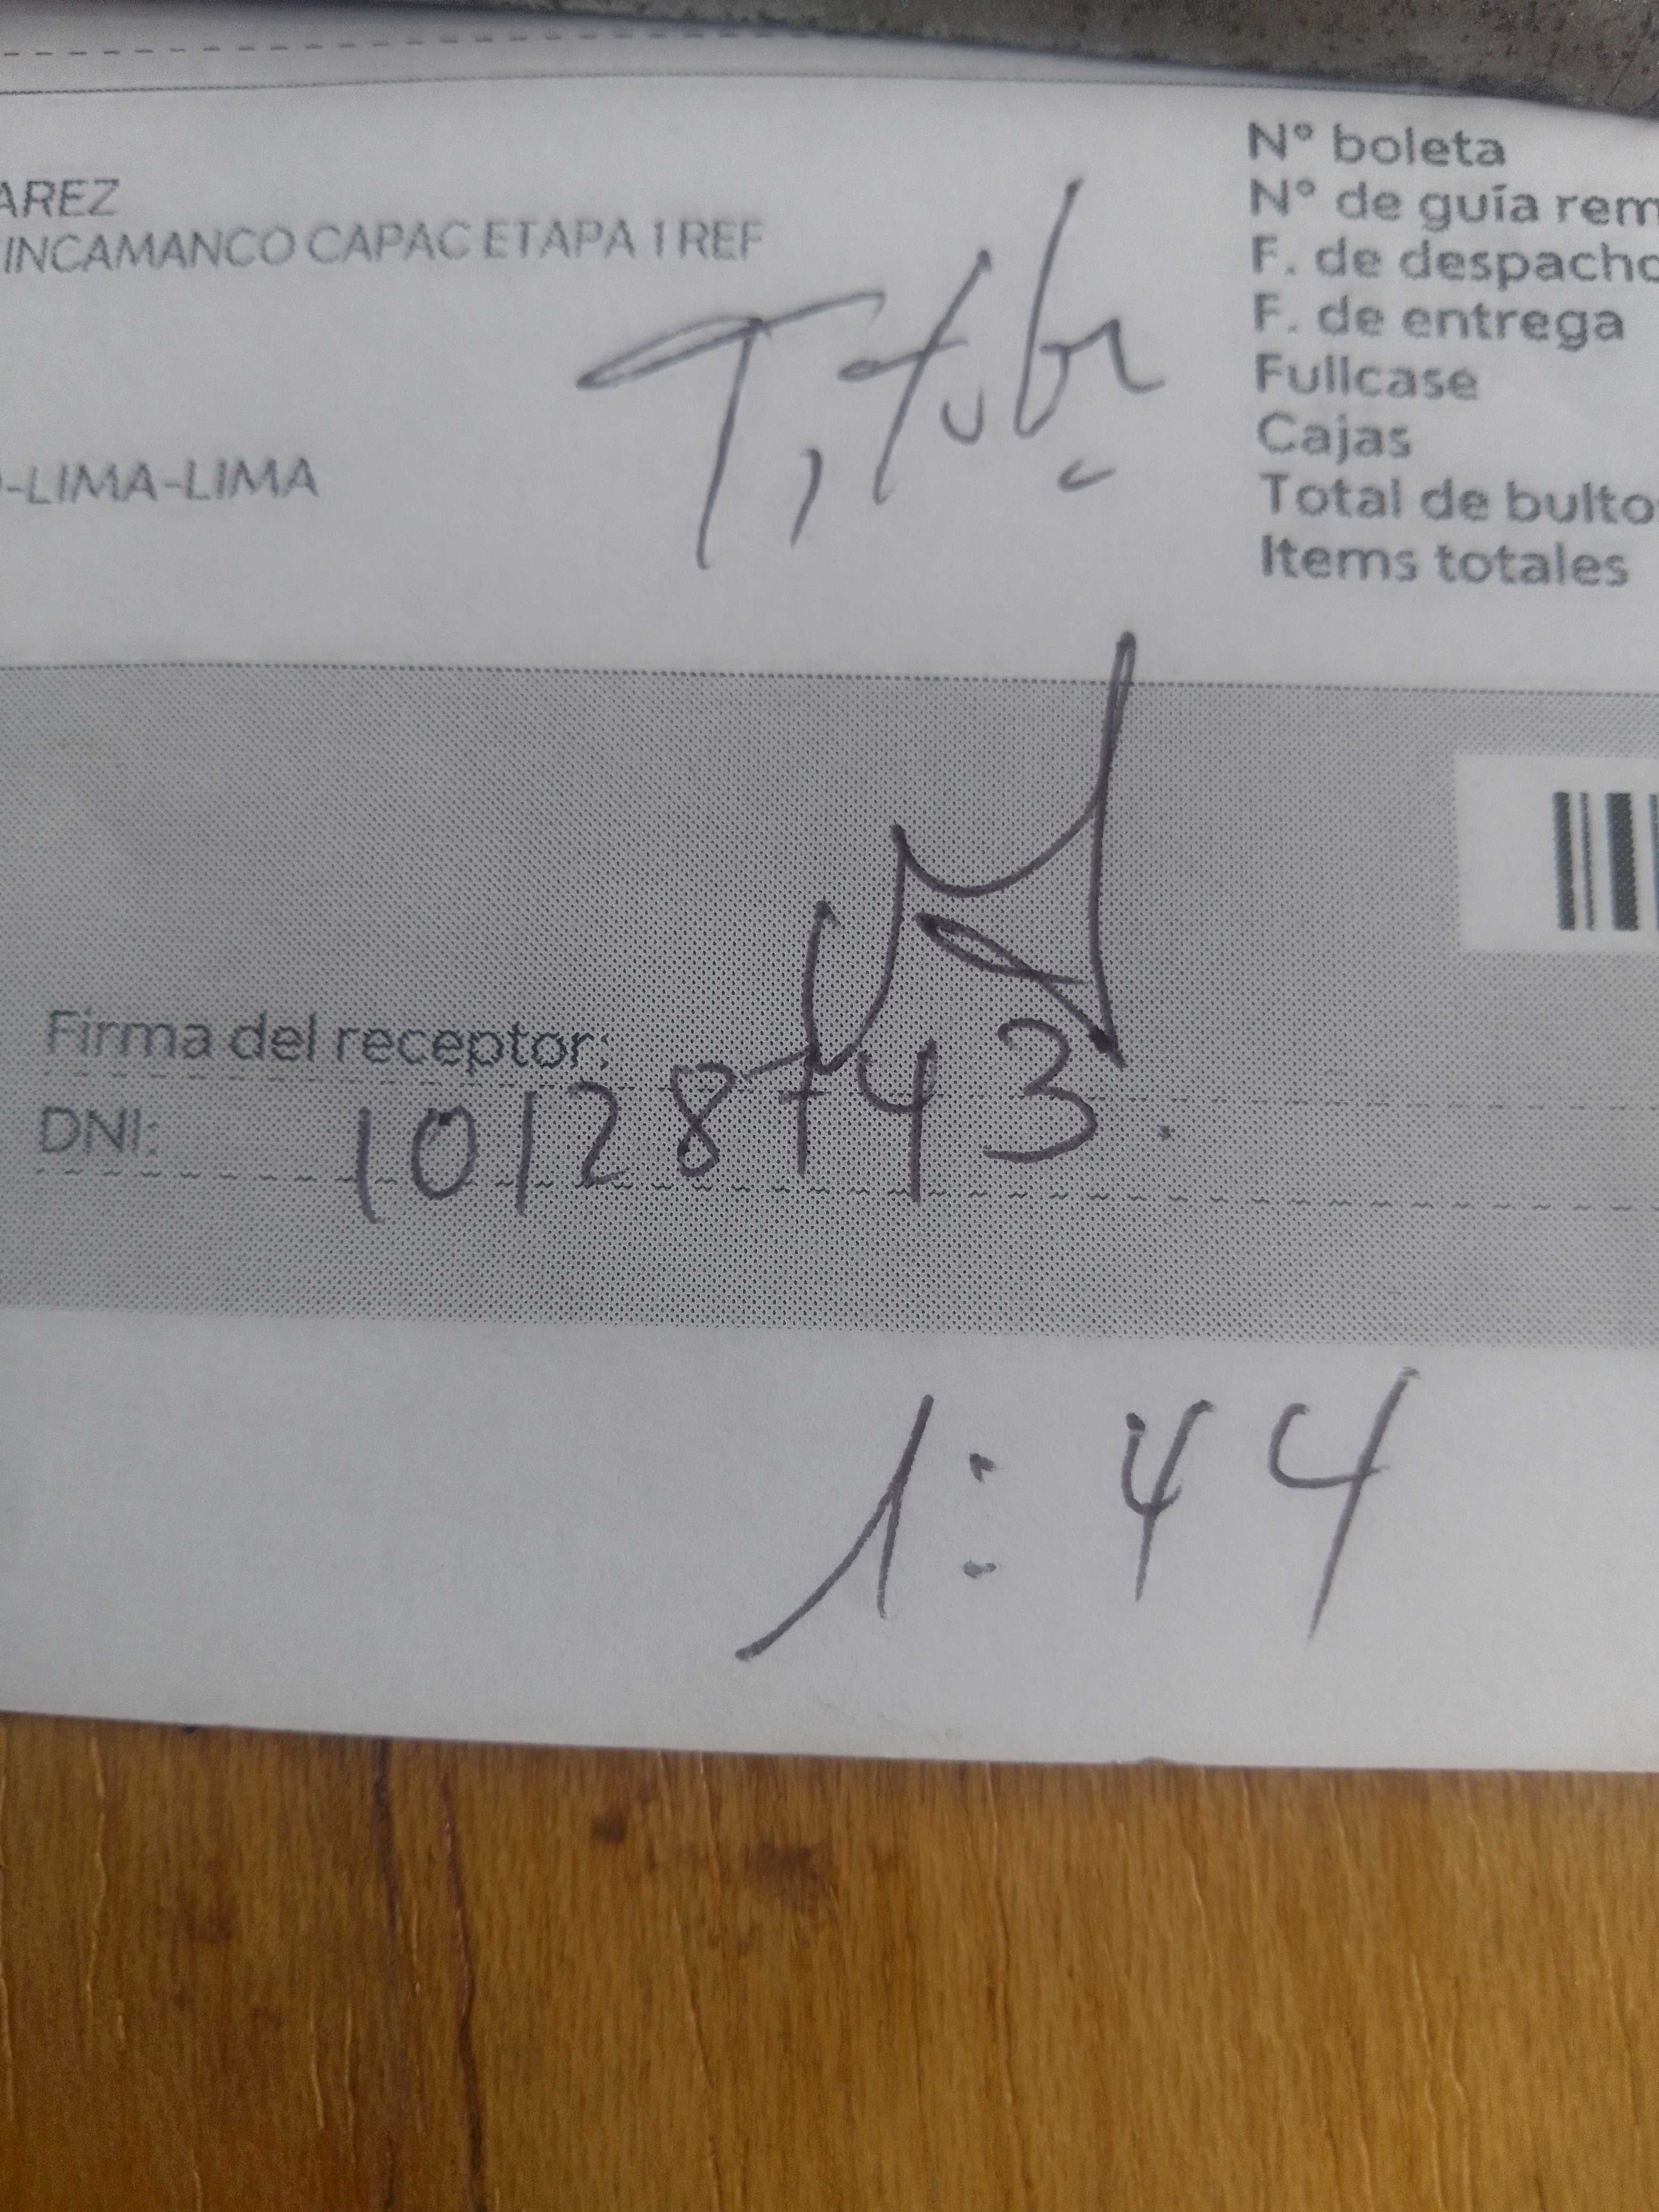 AREZ
INCAMANCO CAPAC ETAPA 1 REF
-LIMA-LIMA
N° boleta
N° de guía rem
F. de despacho
F. de entrega
Fullcase
Cajas
Total de bulto
Items totales
Firma del receptor:
DNI: 10128743.
1:44